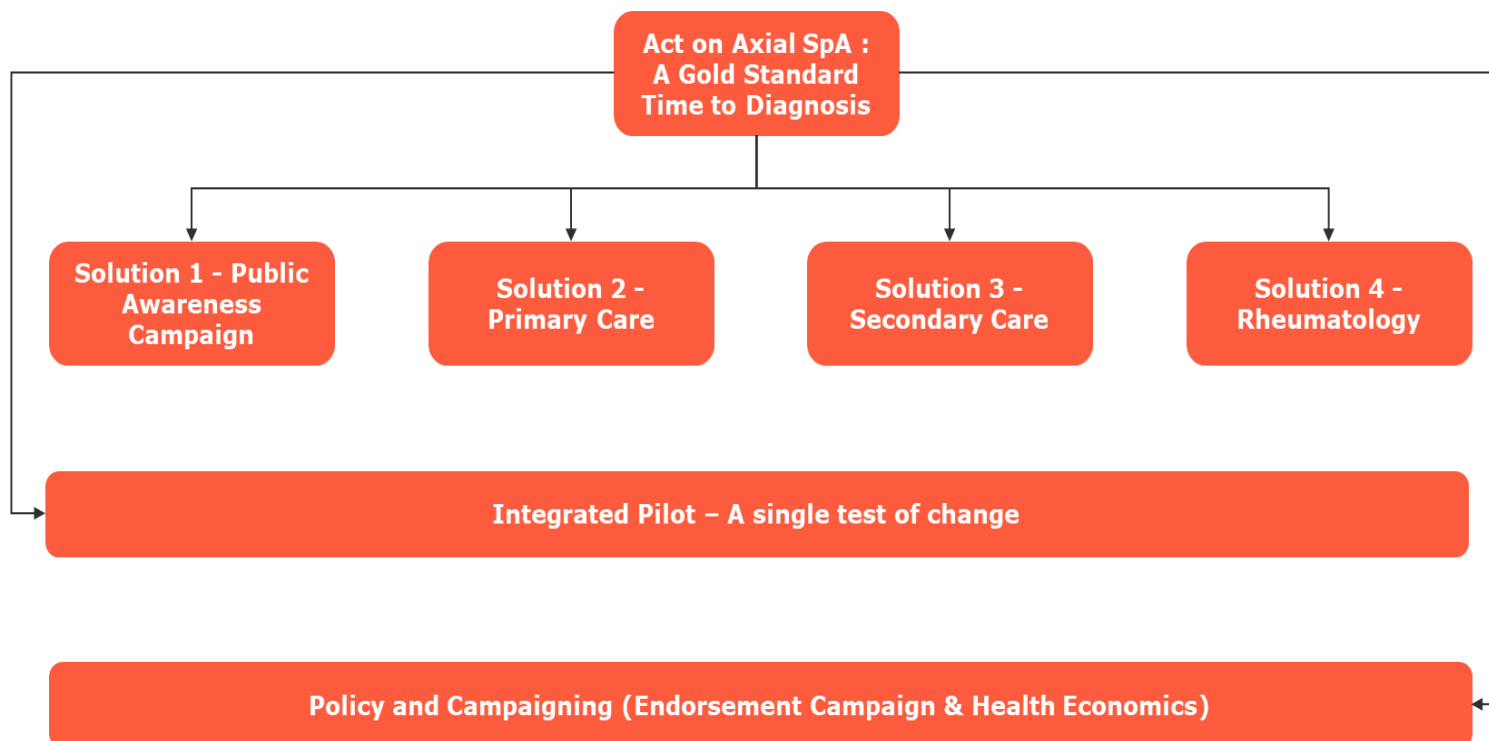 Act on Axial SpA :
A Gold Standard
Time to Diagnosis
Solution 1 - Public
Awareness
Campaign
Solution 2 -
Primary Care
Solution 3 -
Secondary Care
Solution 4 -
Rheumatology
Integrated Pilot – A single test of change
Policy and Campaigning (Endorsement Campaign & Health Economics)